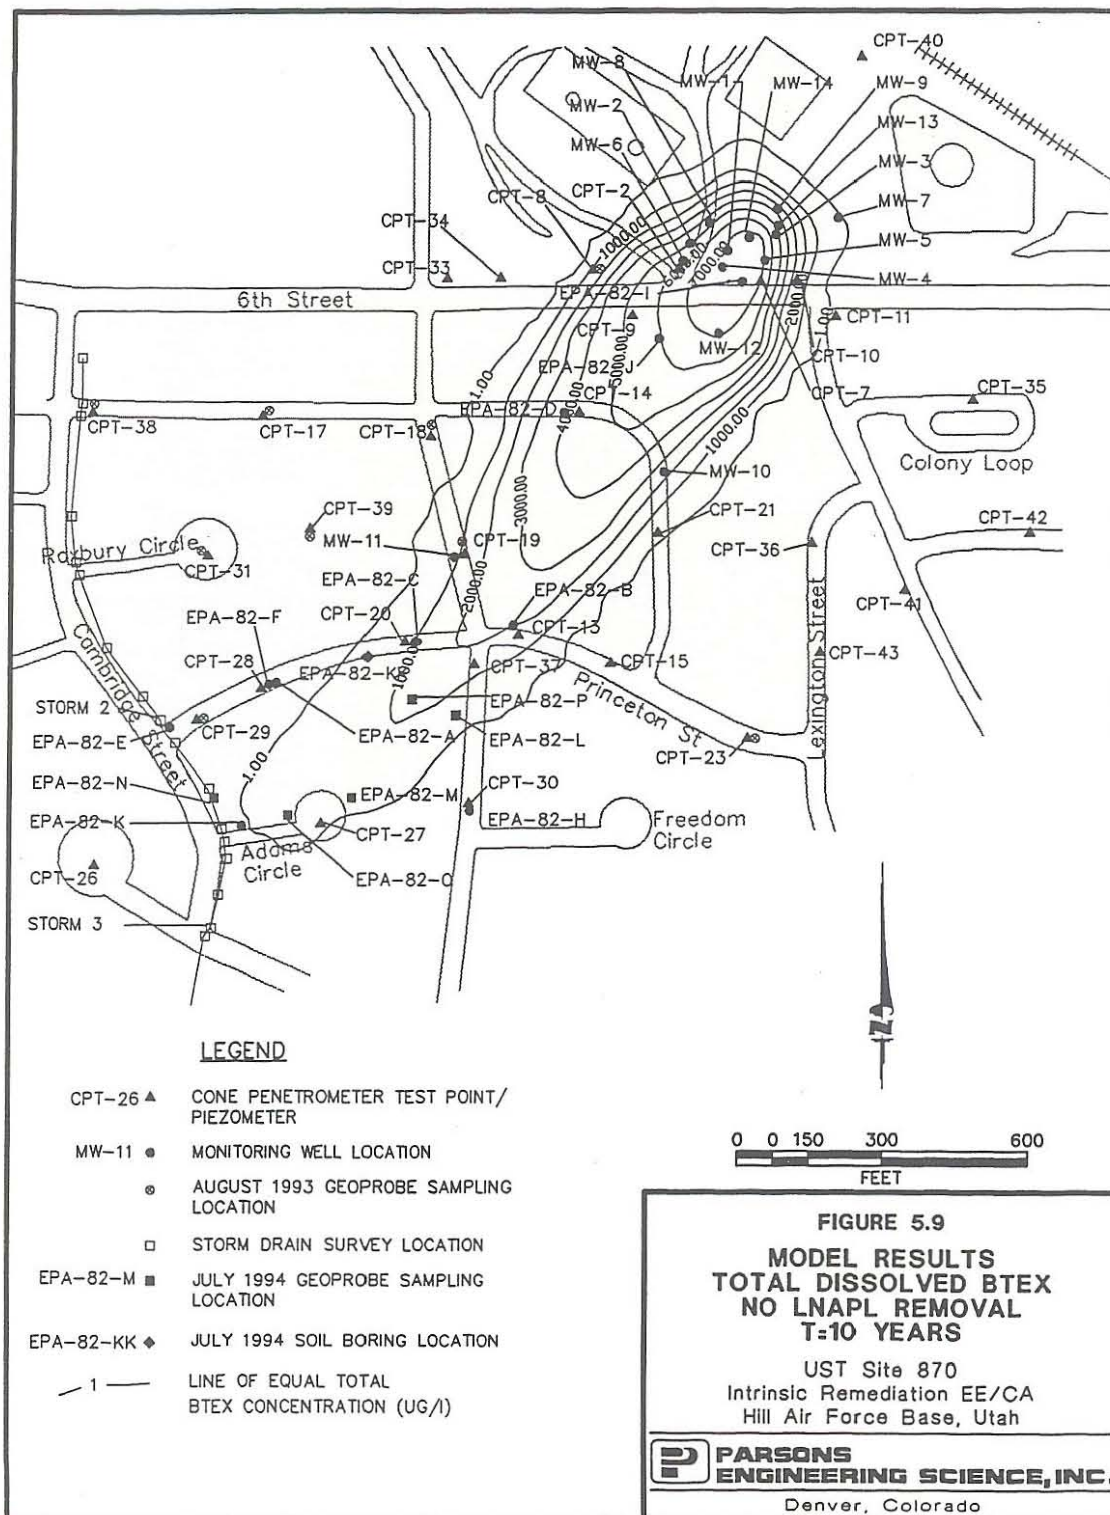 CPT-40
MW-8
MW-1
MW-14
MW-9
MW-2
MW-13
MW-6
MW-3
CPT-2
CPT-8
MW-7
CPT-34
1000.00
MW-5
6000.00
7000.00
CPT-33
MW-4
EPA-82-I
6th Street
2000.00
1.00
CPT-9
CPT-11
MW-12
EPA-82-J
CPT-10
5000.00
1.00
CPT-14
CPT-7
CPT-35
EPA-82-D
4000.00
CPT-38
CPT-17
CPT-18
1000.00
Colony Loop
MW-10
3000.00
CPT-39
CPT-21
CPT-42
Roxbury Circle
MW-11
CPT-19
CPT-36
CPT-31
EPA-82-C
EPA-82-B
2000.00
CPT-41
EPA-82-F
CPT-20
CPT-13
CPT-28
EPA-82-KK
CPT-37
CPT-15
CPT-43
Lexington Street
1000.00
Cambridge Street
STORM 2
EPA-82-P
Princeton St
EPA-82-E
CPT-29
EPA-82-A
EPA-82-L
CPT-23
1.00
EPA-82-N
EPA-82-M
CPT-30
EPA-82-K
CPT-27
EPA-82-H
Freedom
Circle
Adams
Circle
CPT-26
EPA-82-O
STORM 3
N
LEGEND
CPT-26 CONE PENETROMETER TEST POINT/
PIEZOMETER
MW-11 MONITORING WELL LOCATION
AUGUST 1993 GEOPROBE SAMPLING
LOCATION
STORM DRAIN SURVEY LOCATION
EPA-82-M JULY 1994 GEOPROBE SAMPLING
LOCATION
EPA-82-KK JULY 1994 SOIL BORING LOCATION
1 LINE OF EQUAL TOTAL
BTEX CONCENTRATION (UG/l)
0 0 150 300 600
FEET
FIGURE 5.9
MODEL RESULTS
TOTAL DISSOLVED BTEX
NO LNAPL REMOVAL
T=10 YEARS
UST Site 870
Intrinsic Remediation EE/CA
Hill Air Force Base, Utah
PARSONS
ENGINEERING SCIENCE, INC.
Denver, Colorado